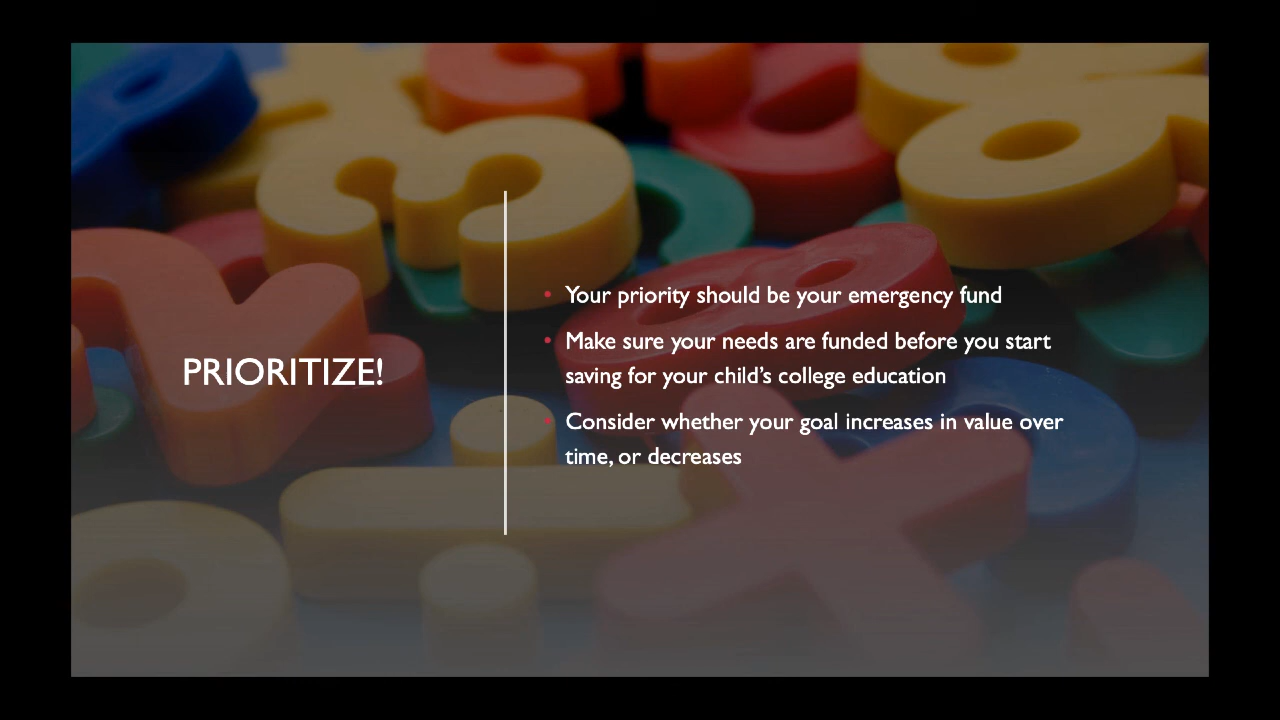 PRIORITIZE!
• Your priority should be your emergency fund
• Make sure your needs are funded before you start
saving for your child’s college education
• Consider whether your goal increases in value over
time, or decreases